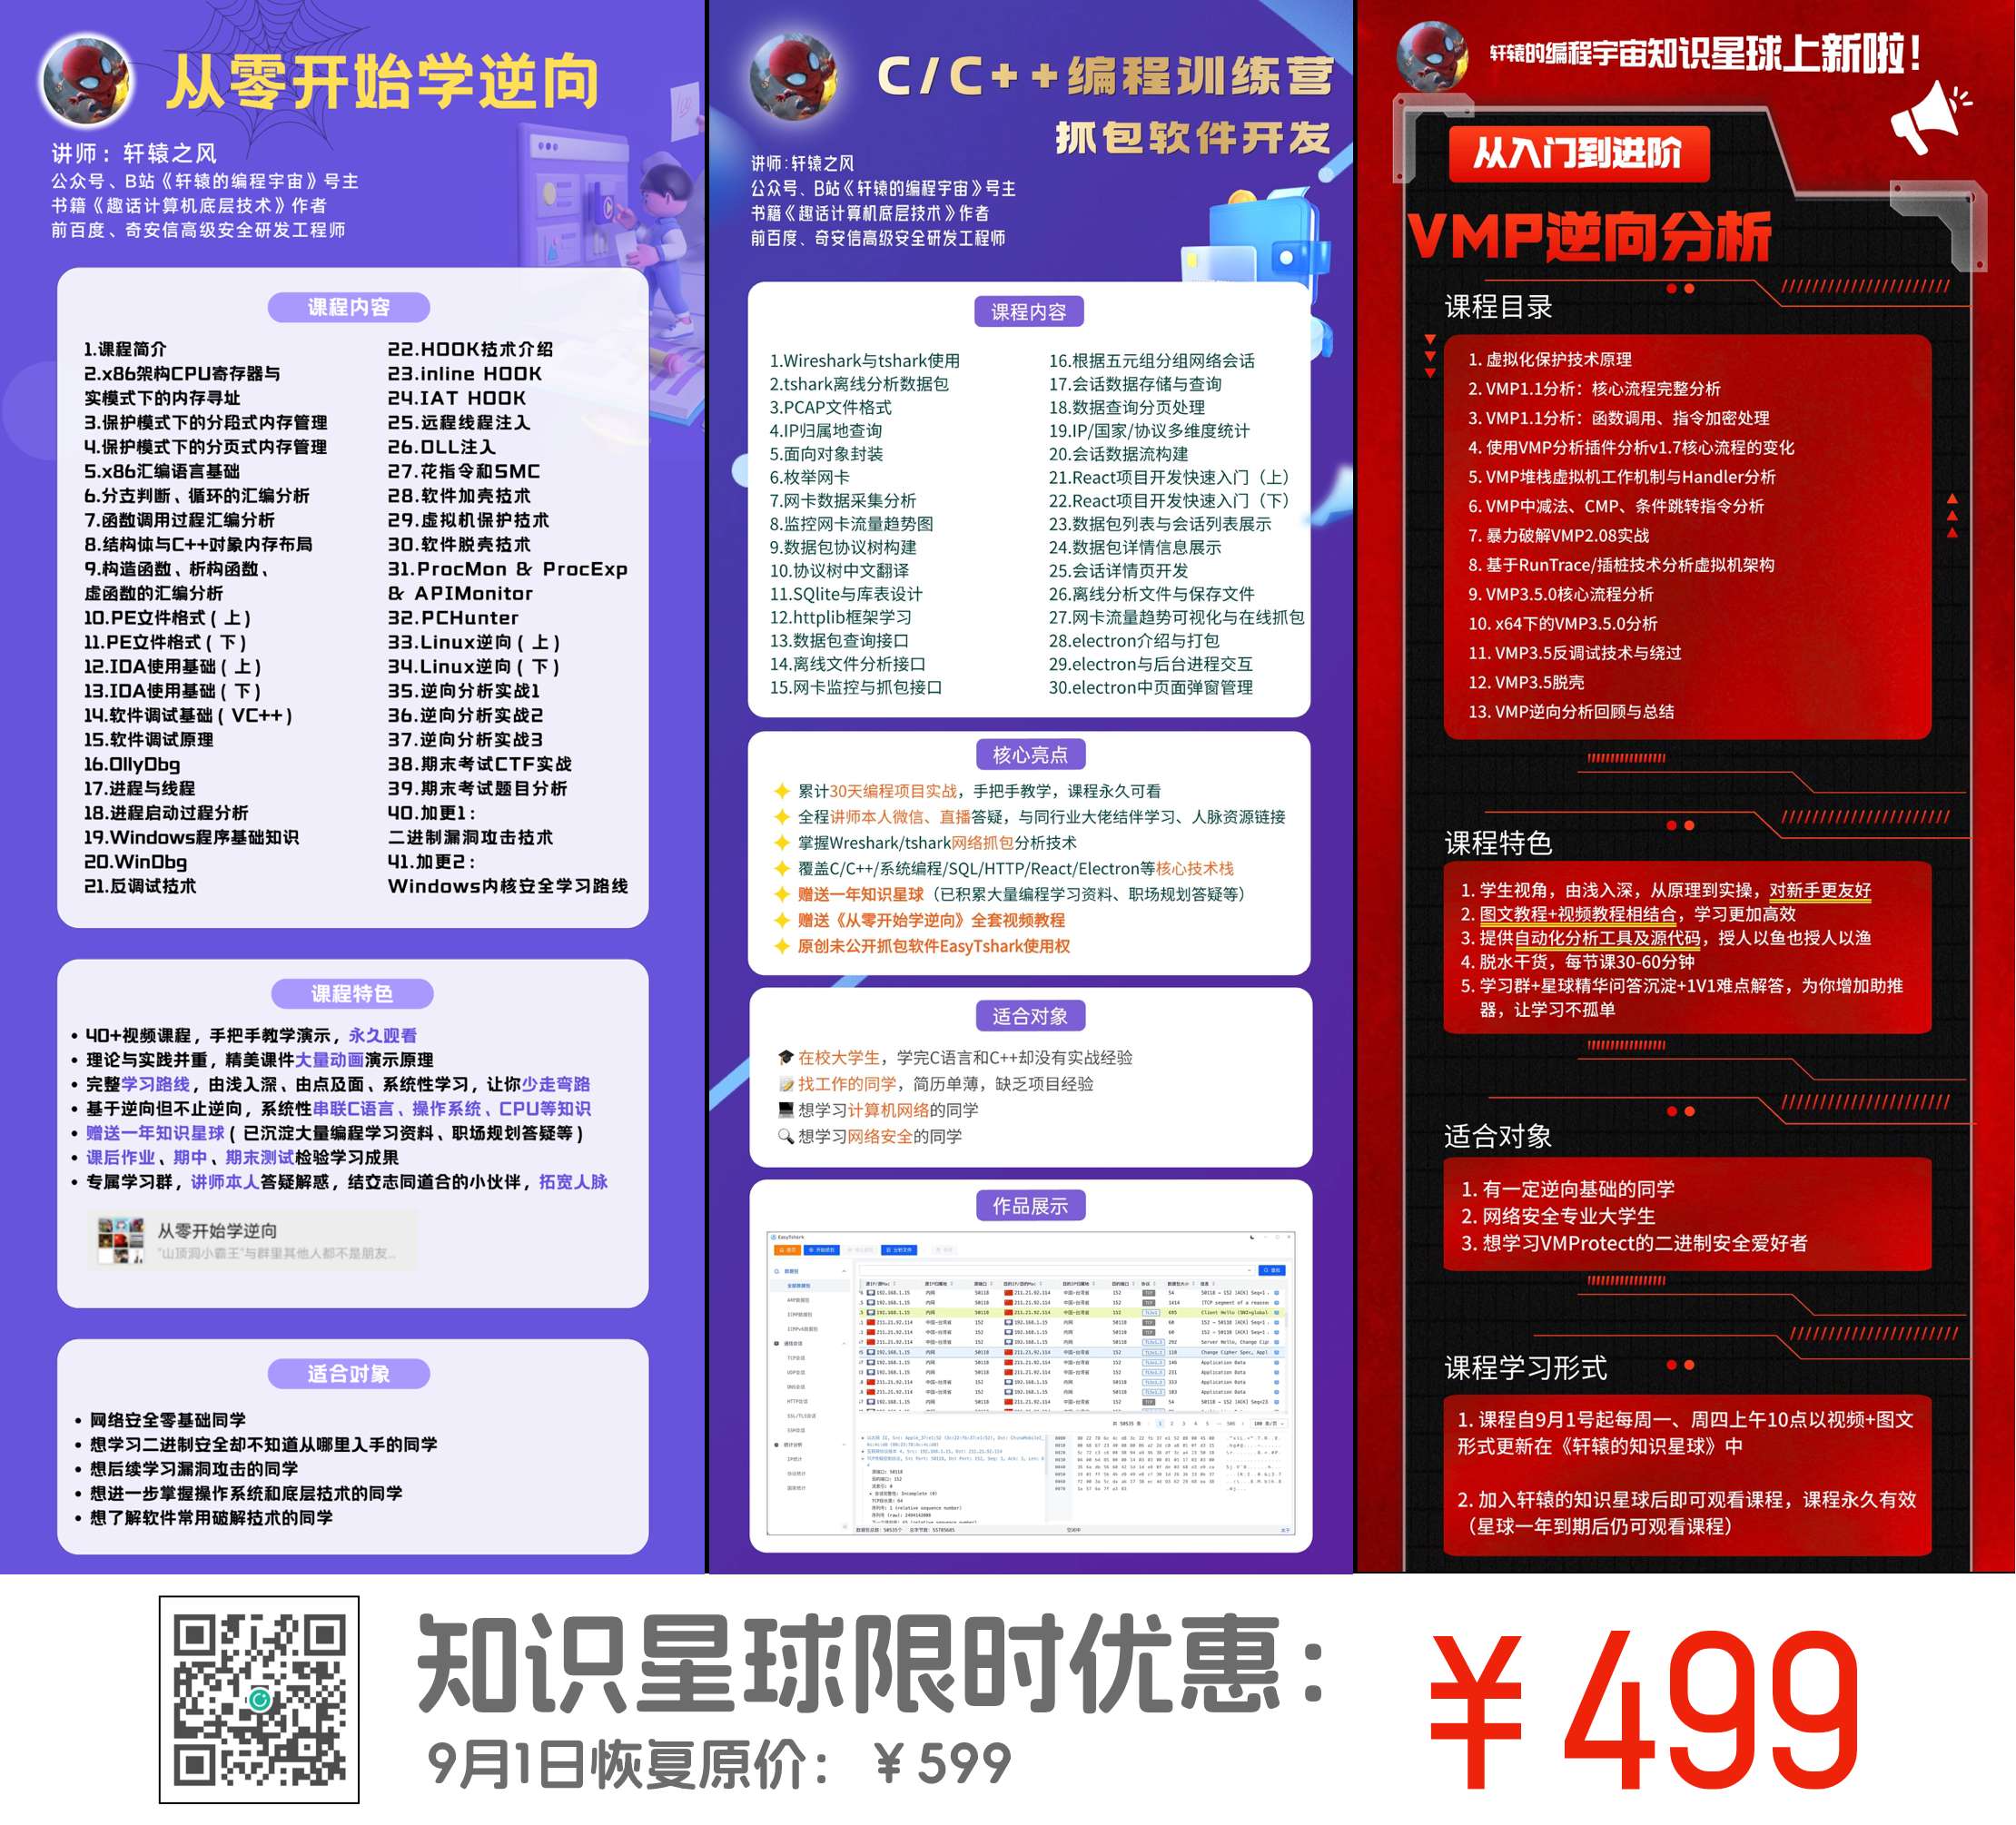 从零开始学逆向
讲师：轩辕之风
公众号、B站《轩辕的编程宇宙》号主
书籍《趣话计算机底层技术》作者
前百度、奇安信高级安全研发工程师
课程内容
1.课程简介
2.x86架构CPU寄存器与
实模式下的内存寻址
3.保护模式下的分段式内存管理
4.保护模式下的分页式内存管理
5.x86汇编语言基础
6.分支判断、循环的汇编分析
7.函数调用过程汇编分析
8.结构体与C++对象内存布局
9.构造函数、析构函数、
虚函数的汇编分析
10.PE文件格式（上）
11.PE文件格式（下）
12.IDA使用基础（上）
13.IDA使用基础（下）
14.软件调试基础（VC++）
15.软件调试原理
16.OllyDbg
17.进程与线程
18.进程启动过程分析
19.Windows程序基础知识
20.WinDbg
21.反调试技术
22.HOOK技术介绍
23.inline HOOK
24.IAT HOOK
25.远程线程注入
26.DLL注入
27.花指令和SMC
28.软件加壳技术
29.虚拟机保护技术
30.软件脱壳技术
31.ProcMon & ProcExp
& APIMonitor
32.PCHunter
33.Linux逆向（上）
34.Linux逆向（下）
35.逆向分析实战1
36.逆向分析实战2
37.逆向分析实战3
38.期末考试CTF实战
39.期末考试题目分析
40.加更1：
二进制漏洞攻击技术
41.加更2：
Windows内核安全学习路线
课程特色
• 40+视频课程，手把手教学演示，永久观看
• 理论与实践并重，精美课件大量动画演示原理
• 完整学习路线，由浅入深、由点及面、系统性学习，让你少走弯路
• 基于逆向但不止逆向，系统性串联C语言、操作系统、CPU等知识
• 赠送一年知识星球（已沉淀大量编程学习资料、职场规划答疑等）
• 课后作业、期中、期末测试检验学习成果
• 专属学习群，讲师本人答疑解惑，结交志同道合的小伙伴，拓宽人脉
从零开始学逆向
"山顶洞小霸王"与群里其他人都不是朋友...
适合对象
• 网络安全零基础同学
• 想学习二进制安全却不知道从哪里入手的同学
• 想后续学习漏洞攻击的同学
• 想进一步掌握操作系统和底层技术的同学
• 想了解软件常用破解技术的同学
C/C++编程训练营
抓包软件开发
讲师:轩辕之风
公众号、B站《轩辕的编程宇宙》号主
书籍《趣话计算机底层技术》作者
前百度、奇安信高级安全研发工程师
课程内容
1.Wireshark与tshark使用
2.tshark离线分析数据包
3.PCAP文件格式
4.IP归属地查询
5.面向对象封装
6.枚举网卡
7.网卡数据采集分析
8.监控网卡流量趋势图
9.数据包协议树构建
10.协议树中文翻译
11.SQlite与库表设计
12.httplib框架学习
13.数据包查询接口
14.离线文件分析接口
15.网卡监控与抓包接口
16.根据五元组分组网络会话
17.会话数据存储与查询
18.数据查询分页处理
19.IP/国家/协议多维度统计
20.会话数据流构建
21.React项目开发快速入门（上）
22.React项目开发快速入门（下）
23.数据包列表与会话列表展示
24.数据包详情信息展示
25.会话详情页开发
26.离线分析文件与保存文件
27.网卡流量趋势可视化与在线抓包
28.electron介绍与打包
29.electron与后台进程交互
30.electron中页面弹窗管理
核心亮点
累计30天编程项目实战，手把手教学，课程永久可看
全程讲师本人微信、直播答疑，与同行业大佬结伴学习、人脉资源链接
掌握Wreshark/tshark网络抓包分析技术
覆盖C/C++/系统编程/SQL/HTTP/React/Electron等核心技术栈
赠送一年知识星球（已积累大量编程学习资料、职场规划答疑等）
赠送《从零开始学逆向》全套视频教程
原创未公开抓包软件EasyTshark使用权
适合对象
在校大学生，学完C语言和C++却没有实战经验
找工作的同学，简历单薄，缺乏项目经验
想学习计算机网络的同学
想学习网络安全的同学
作品展示
EasyTshark
轩辕的编程宇宙知识星球上新啦！
从入门到进阶
VMP逆向分析
课程目录
1. 虚拟化保护技术原理
2. VMP1.1分析：核心流程完整分析
3. VMP1.1分析：函数调用、指令加密处理
4. 使用VMP分析插件分析v1.7核心流程的变化
5. VMP堆栈虚拟机工作机制与Handler分析
6. VMP中减法、CMP、条件跳转指令分析
7. 暴力破解VMP2.08实战
8. 基于RunTrace/插桩技术分析虚拟机架构
9. VMP3.5.0核心流程分析
10. x64下的VMP3.5.0分析
11. VMP3.5反调试技术与绕过
12. VMP3.5脱壳
13. VMP逆向分析回顾与总结
课程特色
1. 学生视角，由浅入深，从原理到实操，对新手更友好
2. 图文教程+视频教程相结合，学习更加高效
3. 提供自动化分析工具及源代码，授人以鱼也授人以渔
4. 脱水干货，每节课30-60分钟
5. 学习群+星球精华问答沉淀+1V1难点解答，为你增加助推
器，让学习不孤单
适合对象
1. 有一定逆向基础的同学
2. 网络安全专业大学生
3. 想学习VMProtect的二进制安全爱好者
课程学习形式
1. 课程自9月1号起每周一、周四上午10点以视频+图文
形式更新在《轩辕的知识星球》中
2. 加入轩辕的知识星球后即可观看课程，课程永久有效
（星球一年到期后仍可观看课程）
知识星球限时优惠：
¥499
9月1日恢复原价：¥599